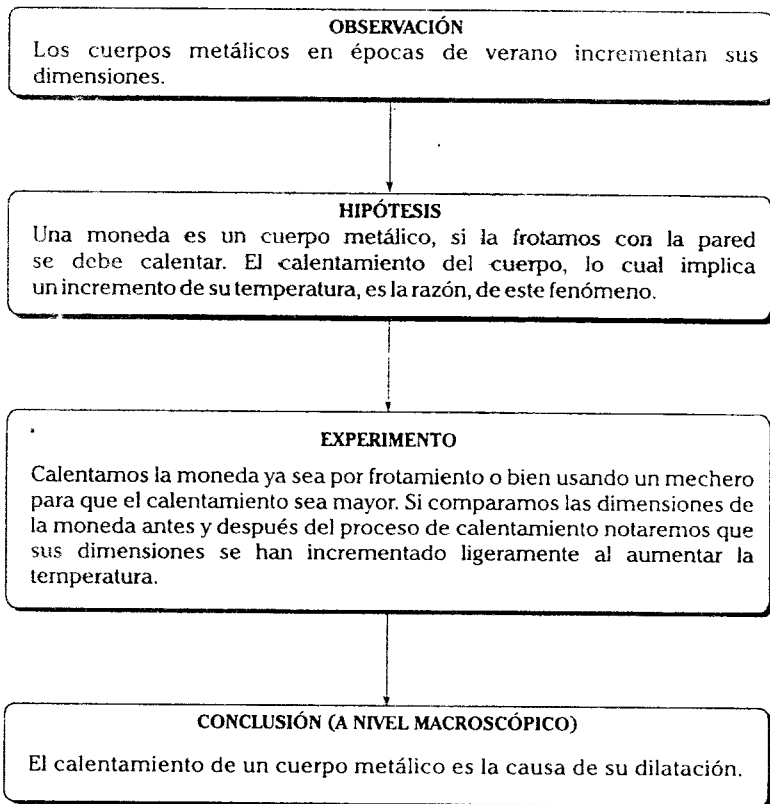 OBSERVACIÓN
Los cuerpos metálicos en épocas de verano incrementan sus
dimensiones.
HIPÓTESIS
Una moneda es un cuerpo metálico, si la frotamos con la pared
se debe calentar. El calentamiento del cuerpo, lo cual implica
un incremento de su temperatura, es la razón, de este fenómeno.
EXPERIMENTO
Calentamos la moneda ya sea por frotamiento o bien usando un mechero
para que el calentamiento sea mayor. Si comparamos las dimensiones de
la moneda antes y después del proceso de calentamiento notaremos que
sus dimensiones se han incrementado ligeramente al aumentar la
temperatura.
CONCLUSIÓN (A NIVEL MACROSCÓPICO)
El calentamiento de un cuerpo metálico es la causa de su dilatación.